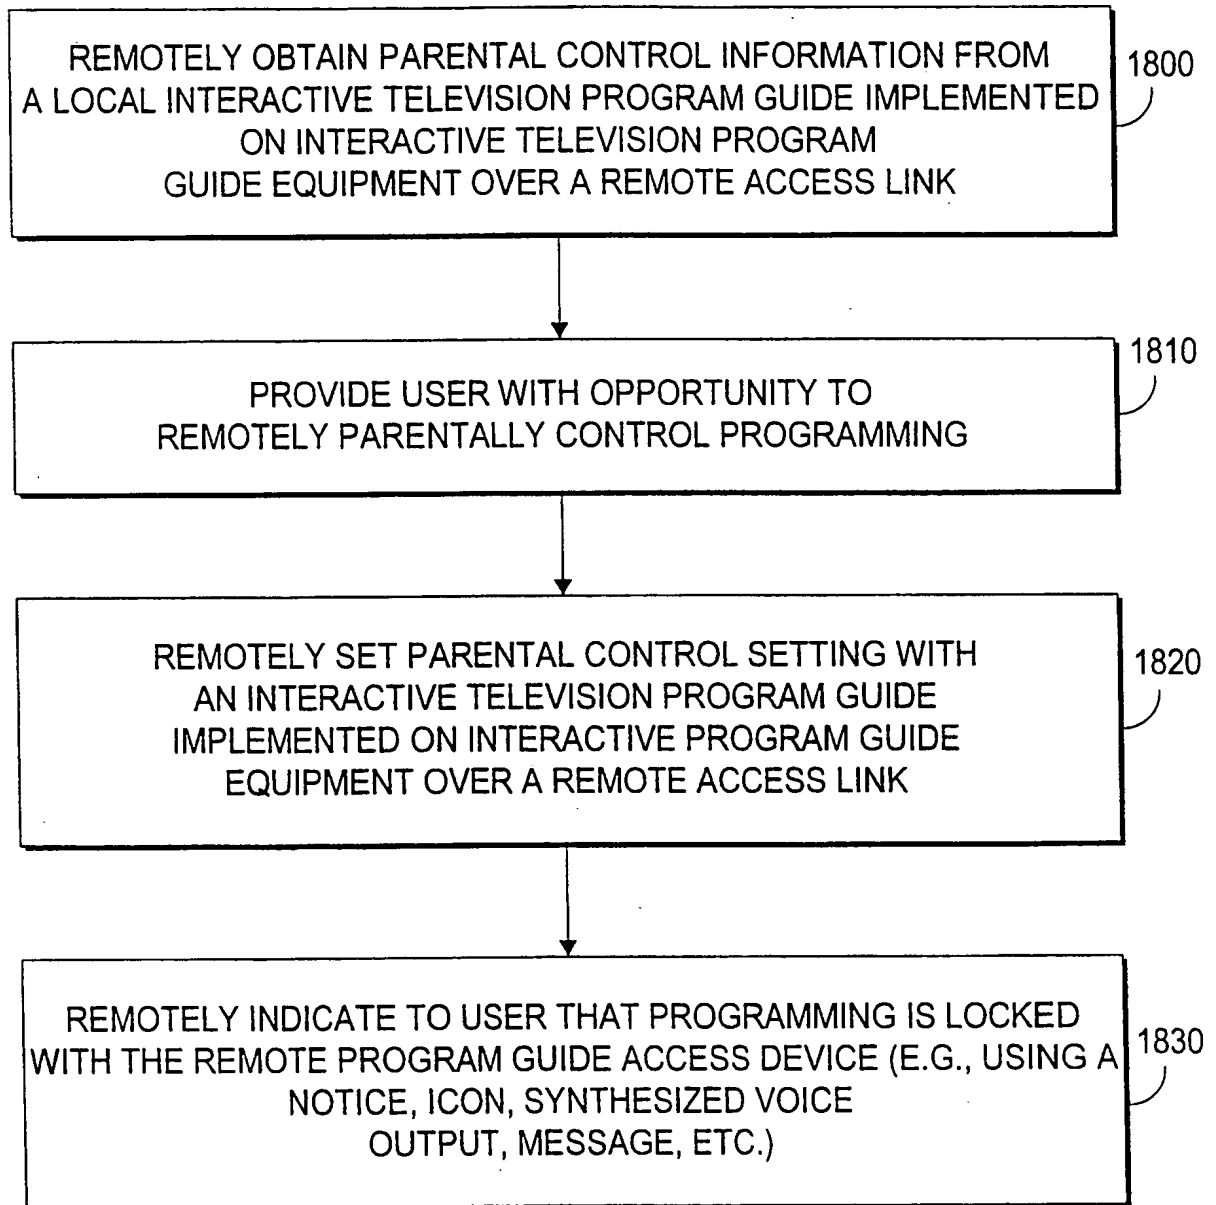 REMOTELY OBTAIN PARENTAL CONTROL INFORMATION FROM
A LOCAL INTERACTIVE TELEVISION PROGRAM GUIDE IMPLEMENTED
ON INTERACTIVE TELEVISION PROGRAM
GUIDE EQUIPMENT OVER A REMOTE ACCESS LINK
1800
PROVIDE USER WITH OPPORTUNITY TO
REMOTELY PARENTALLY CONTROL PROGRAMMING
1810
REMOTELY SET PARENTAL CONTROL SETTING WITH
AN INTERACTIVE TELEVISION PROGRAM GUIDE
IMPLEMENTED ON INTERACTIVE PROGRAM GUIDE
EQUIPMENT OVER A REMOTE ACCESS LINK
1820
REMOTELY INDICATE TO USER THAT PROGRAMMING IS LOCKED
WITH THE REMOTE PROGRAM GUIDE ACCESS DEVICE (E.G., USING A
NOTICE, ICON, SYNTHESIZED VOICE
OUTPUT, MESSAGE, ETC.)
1830